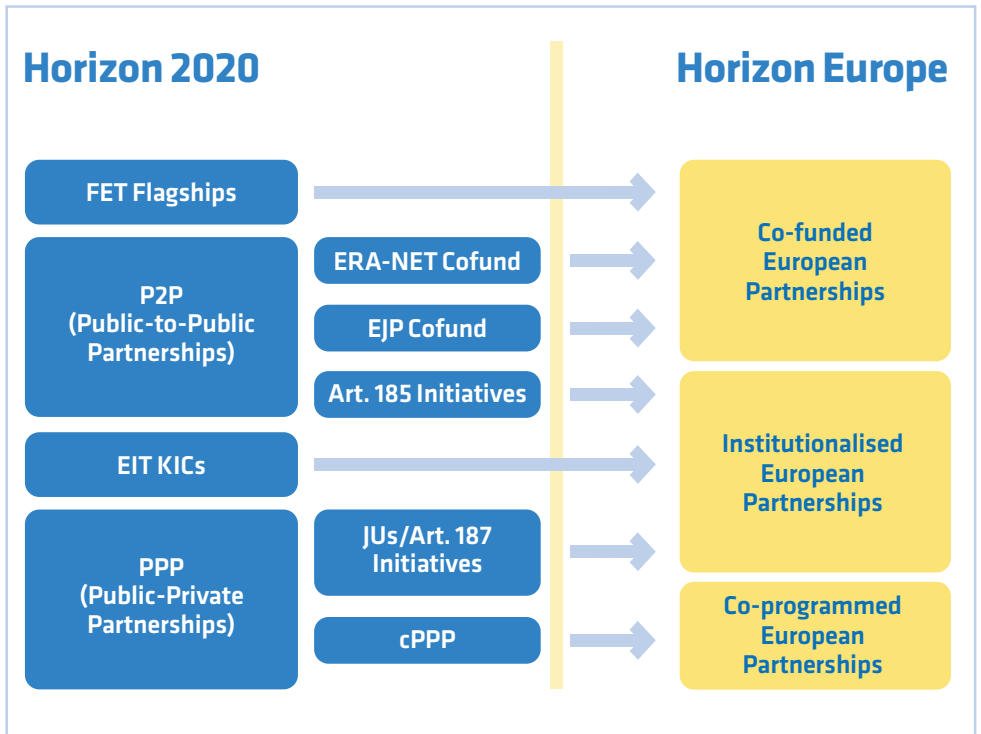 Horizon 2020
Horizon Europe
FET Flagships
P2P
(Public-to-Public
Partnerships)
ERA-NET Cofund
EJP Cofund
Art. 185 Initiatives
EIT KICs
PPP
(Public-Private
Partnerships)
JUs/Art. 187
Initiatives
cPPP
Co-funded
European
Partnerships
Institutionalised
European
Partnerships
Co-programmed
European
Partnerships